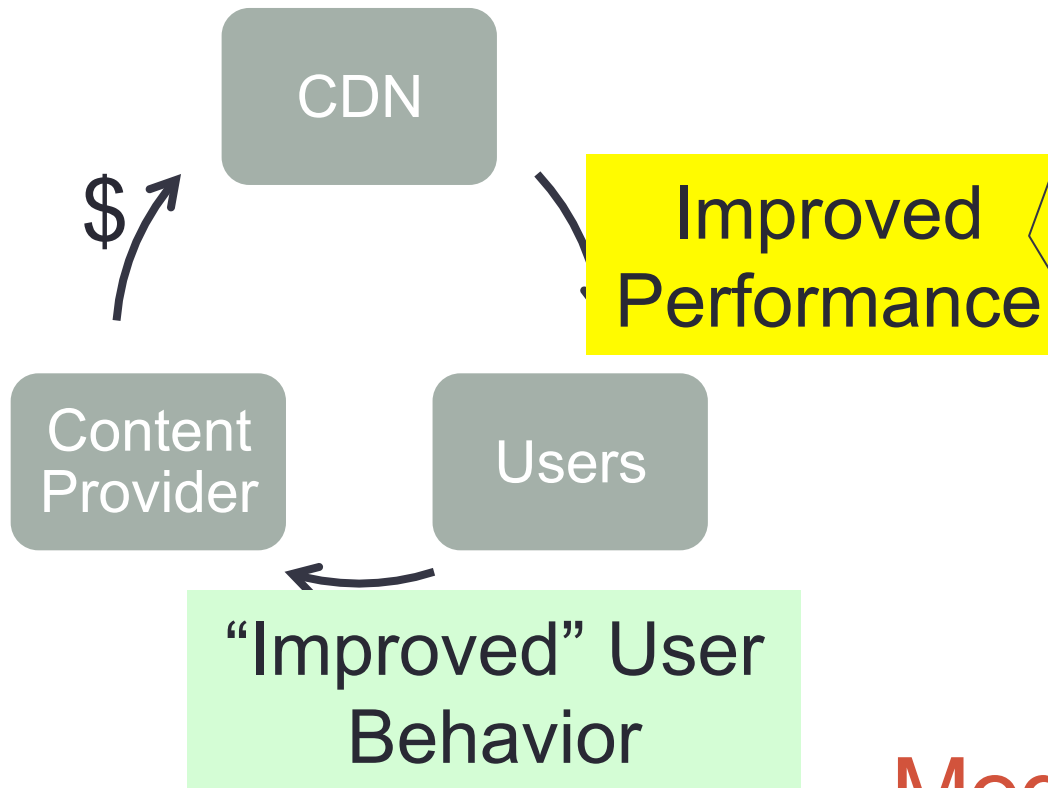 CDN
$
Improved
Performance
Content
Provider
Users
“Improved” User
Behavior